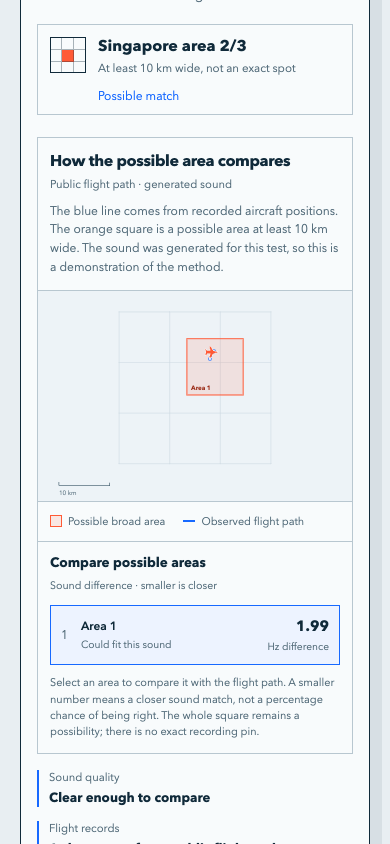 Singapore area 2/3
At least 10 km wide, not an exact spot
Possible match
How the possible area compares
Public flight path · generated sound
The blue line comes from recorded aircraft positions.
The orange square is a possible area at least 10 km
wide. The sound was generated for this test, so this is
a demonstration of the method.
Area 1
10 km
Possible broad area
Observed flight path
Compare possible areas
Sound difference · smaller is closer
1
Area 1
1.99
Could fit this sound
Hz difference
Select an area to compare it with the flight path. A smaller
number means a closer sound match, not a percentage
chance of being right. The whole square remains a
possibility; there is no exact recording pin.
Sound quality
Clear enough to compare
Flight records